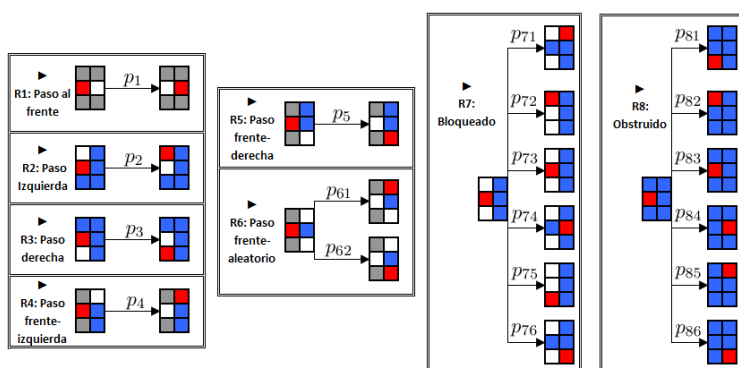 R1: Paso al
frente
p1
R2: Paso
Izquierda
p2
R3: Paso
derecha
p3
R4: Paso
frente-
izquierda
p4
R5: Paso
frente-
derecha
p5
R6: Paso
frente-
aleatorio
p61
p62
R7:
Bloqueado
p71
p72
p73
p74
p75
p76
R8:
Obstruido
p81
p82
p83
p84
p85
p86